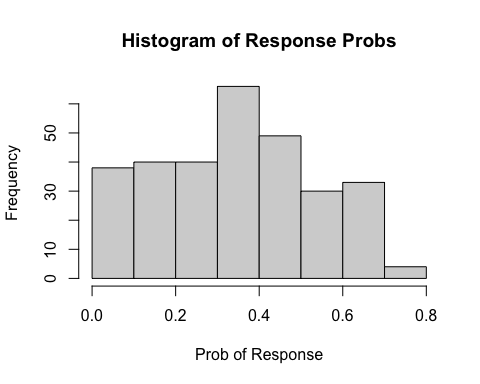 Histogram of Response Probs
Frequency
50
30
10
0
0.0 0.2 0.4 0.6 0.8
Prob of Response